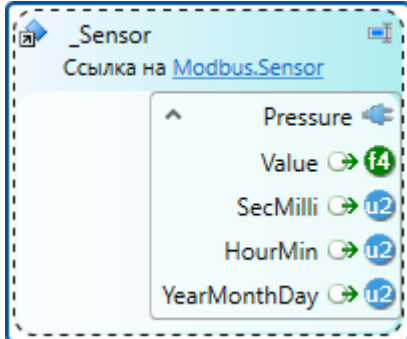 _Sensor
Ссылка на Modbus.Sensor
Pressure
Value f4
SecMilli u2
HourMin u2
YearMonthDay u2